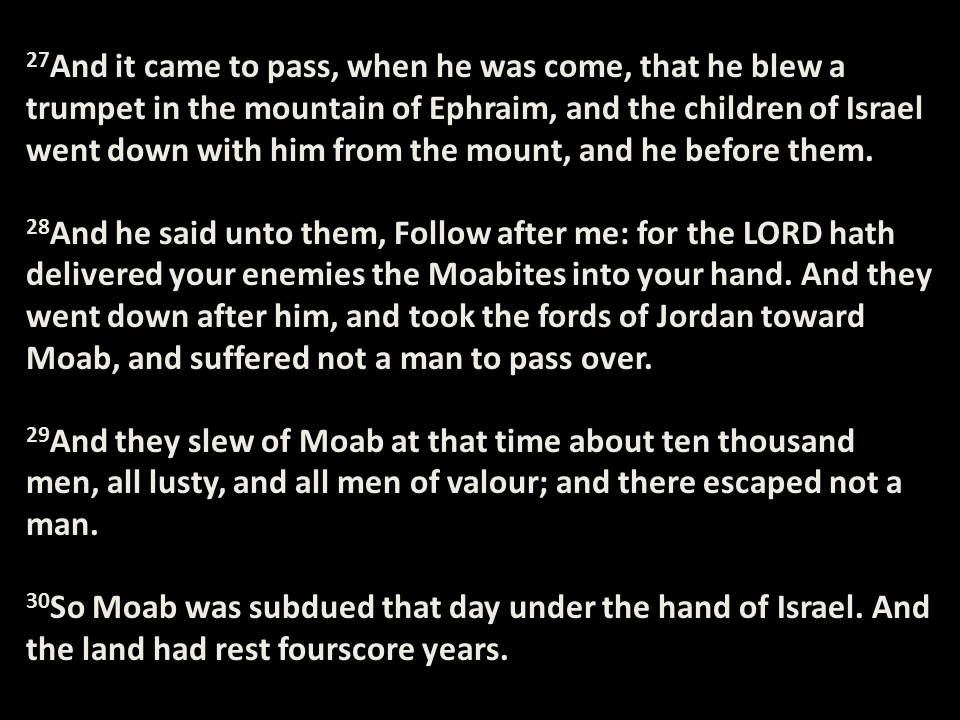 27And it came to pass, when he was come, that he blew a
trumpet in the mountain of Ephraim, and the children of Israel
went down with him from the mount, and he before them.
28And he said unto them, Follow after me: for the LORD hath
delivered your enemies the Moabites into your hand. And they
went down after him, and took the fords of Jordan toward
Moab, and suffered not a man to pass over.
29And they slew of Moab at that time about ten thousand
men, all lusty, and all men of valour; and there escaped not a
man.
30So Moab was subdued that day under the hand of Israel. And
the land had rest fourscore years.